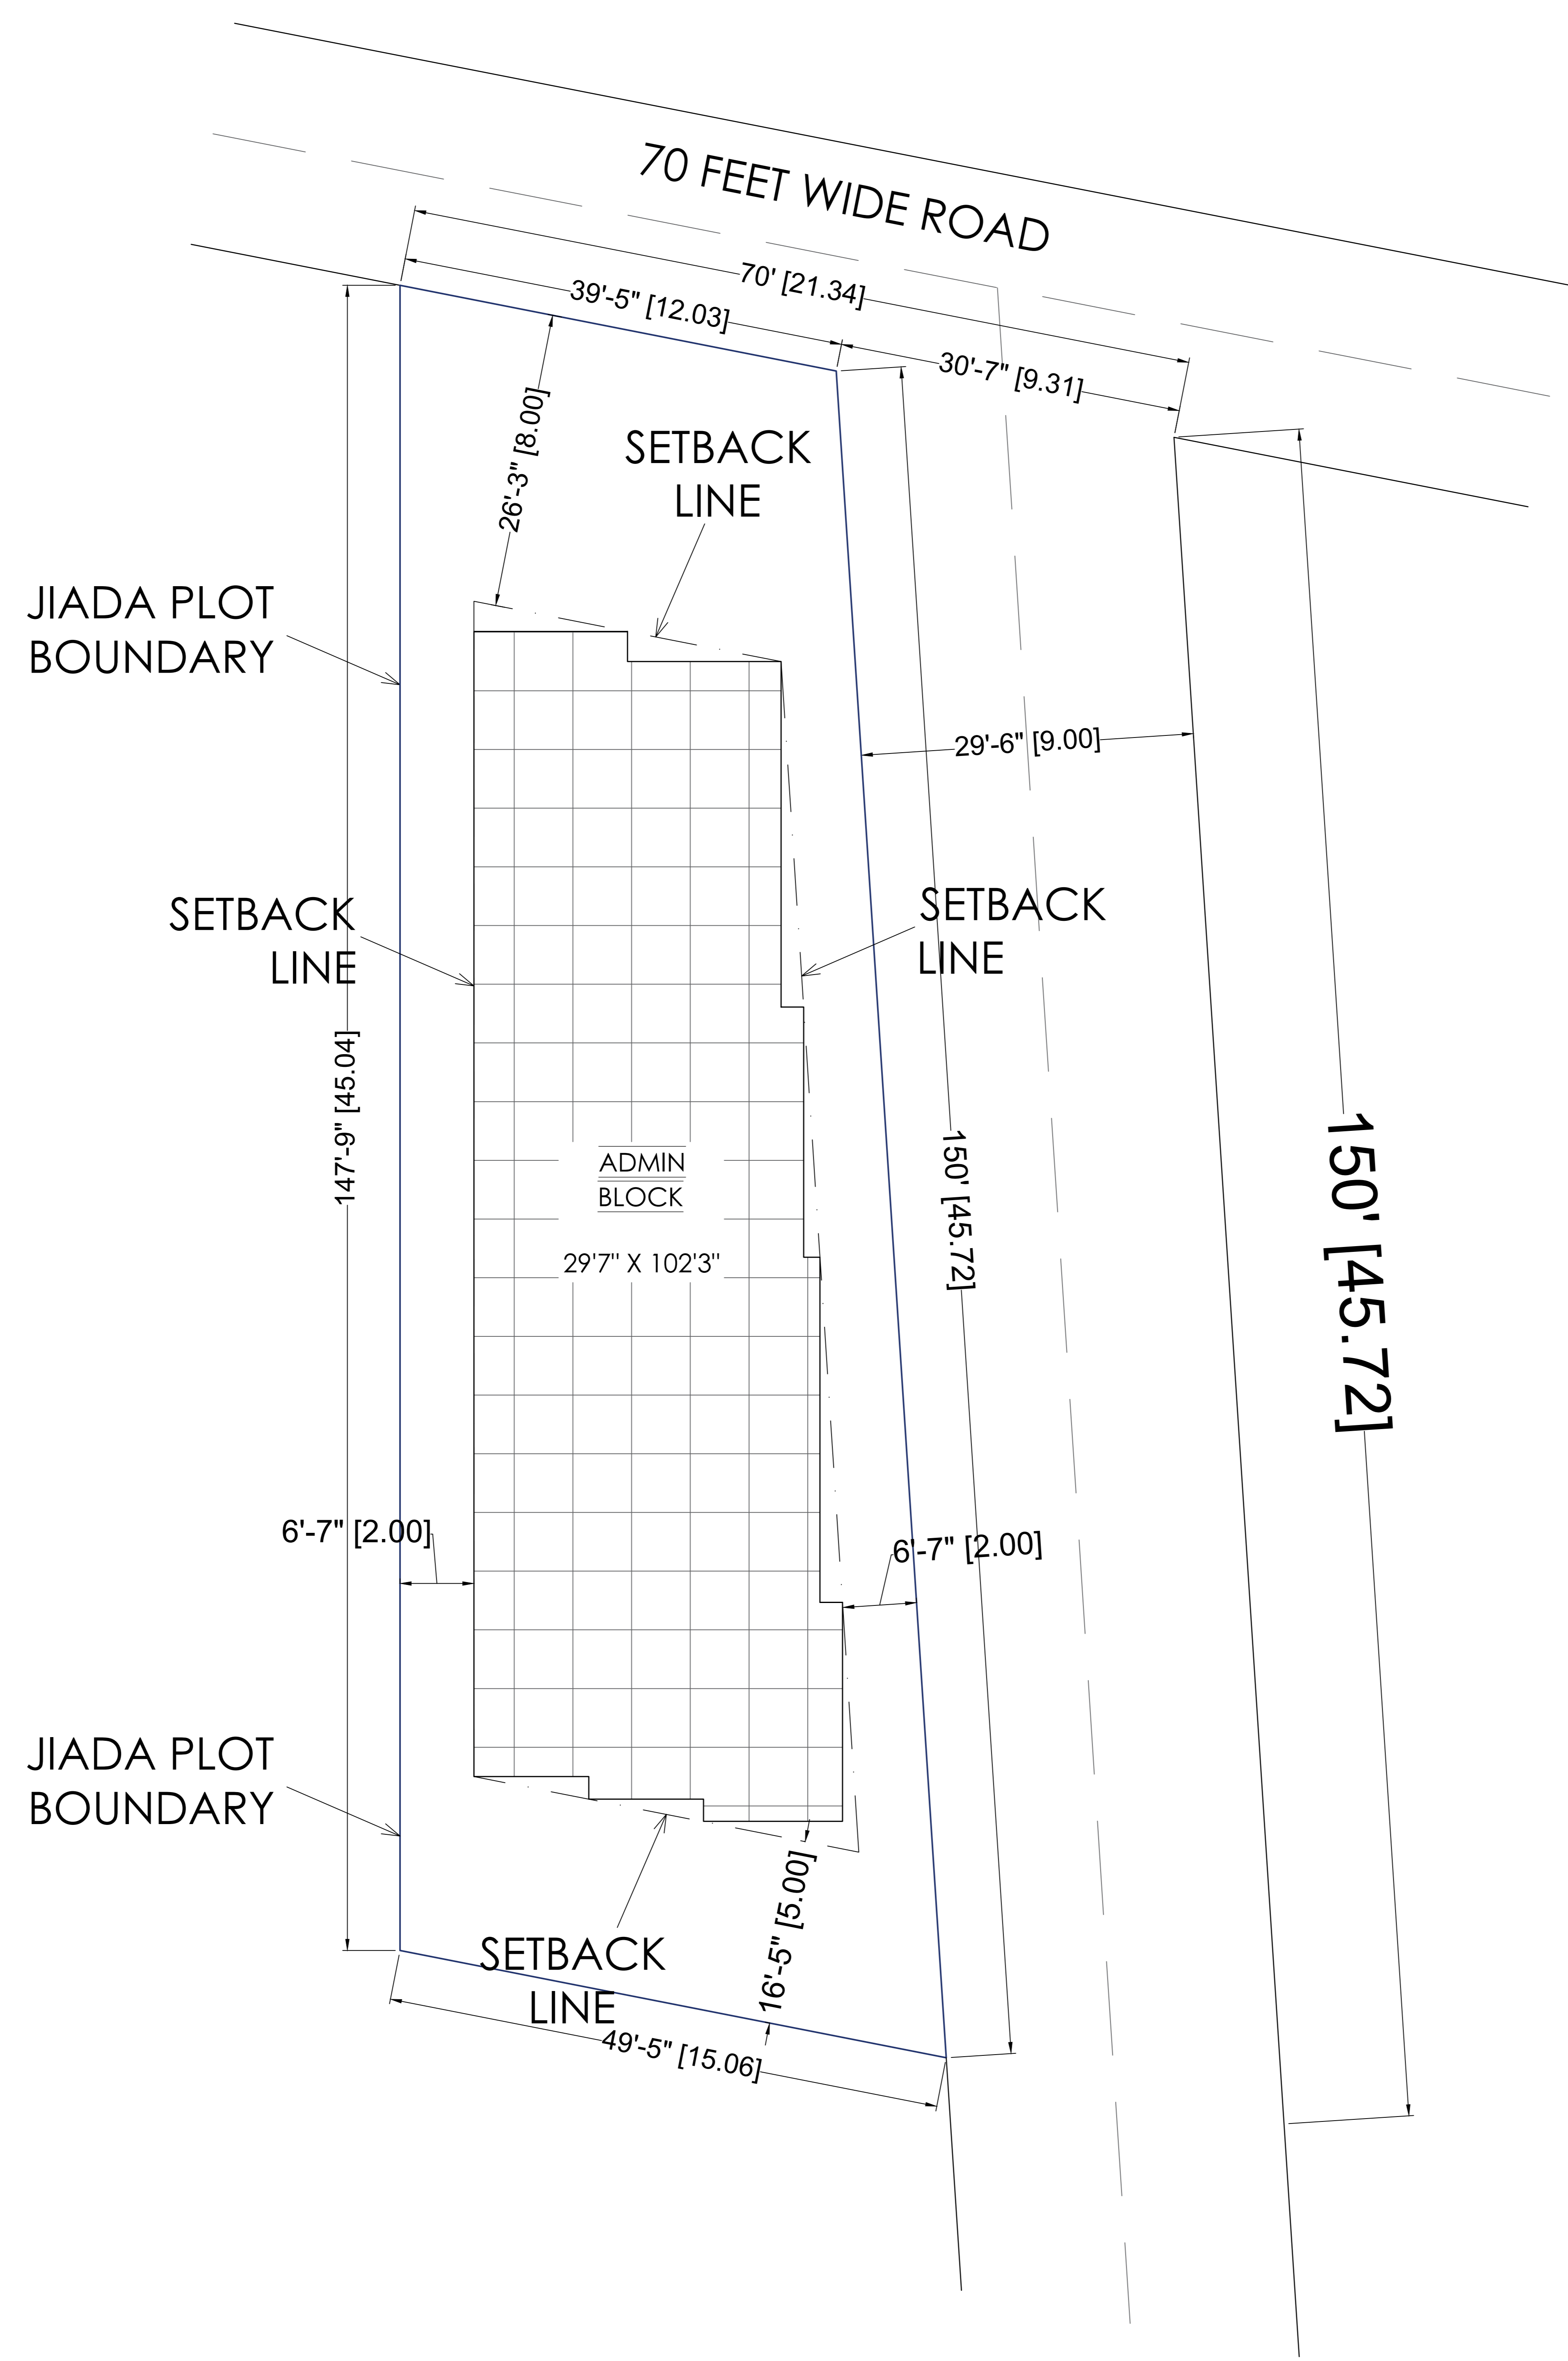 70 FEET WIDE ROAD
70' [21.34]
39'-5" [12.03]
30'-7" [9.31]
26'-3" [8.00]
SETBACK
LINE
JIADA PLOT
BOUNDARY
29'-6" [9.00]
SETBACK
LINE
SETBACK
LINE
147'-9" [45.04]
150' [45.72]
150' [45.72]
ADMIN
BLOCK
29'7" X 102'3"
6'-7" [2.00]
6'-7" [2.00]
JIADA PLOT
BOUNDARY
16'-5" [5.00]
SETBACK
LINE
49'-5" [15.06]